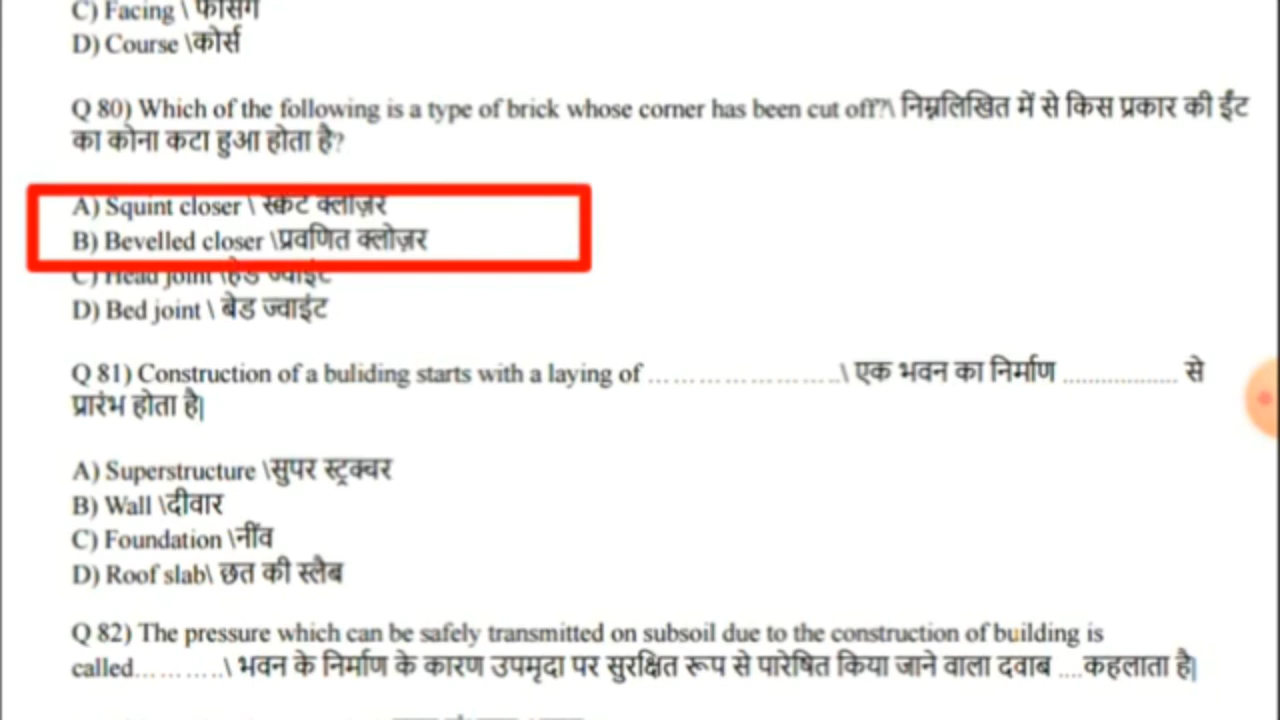 C) Facing \ फेसिंग
D) Course \कोर्स
Q 80) Which of the following is a type of brick whose corner has been cut off?\ निम्नलिखित में से किस प्रकार की ईंट
का कोना कटा हुआ होता है?
A) Squint closer \ स्क्वंट क्लोज़र
B) Bevelled closer \प्रवणित क्लोज़र
C) Head joint \हेड ज्वाइंट
D) Bed joint \ बेड ज्वाइंट
Q 81) Construction of a buliding starts with a laying of ........................\ एक भवन का निर्माण ................... से
प्रारंभ होता है|
A) Superstructure \सुपर स्ट्रक्चर
B) Wall \दीवार
C) Foundation \नींव
D) Roof slab\ छत की स्लैब
Q 82) The pressure which can be safely transmitted on subsoil due to the construction of building is
called...........\ भवन के निर्माण के कारण उपमृदा पर सुरक्षित रूप से पारेषित किया जाने वाला दवाब ....कहलाता है|